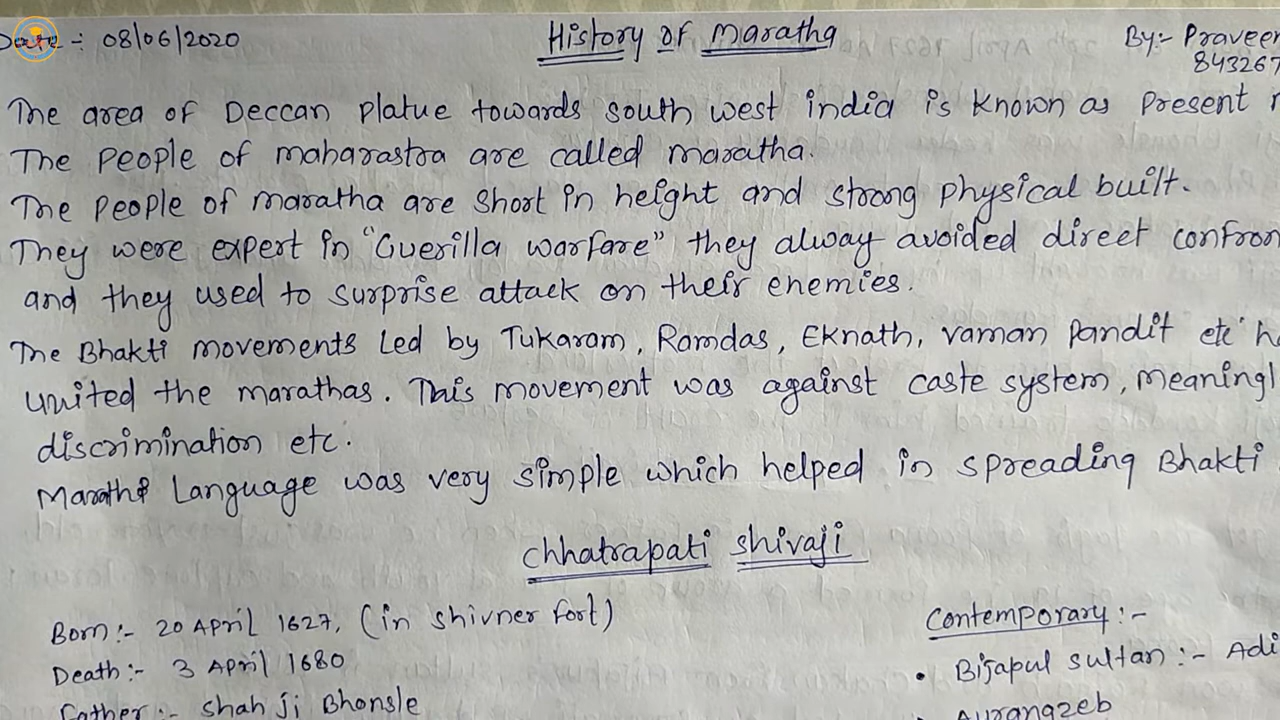 Date :- 08/06/2020
History of Maratha
By:- Praveen
843267
The area of Deccan Platue towards south west india is known as Present
The People of maharastra are called maratha.
The People of maratha are short in height and strong Physical built.
They were expert in "Guerilla warfare" they alway avoided direct confron
and they used to surprise attack on their enemies.
The Bhakti movements Led by Tukaram, Ramdas, Eknath, vaman Pandit etc
United the marathas. This movement was against caste system, meaningl
discrimination etc.
Marathi Language was very simple which helped in spreading Bhakti
Chhatrapati Shivaji
Born:- 20 April 1627, (in shivner fort)
Contemporary :-
Death:- 3 April 1680
• Bijapul sultan :- Adi
Father:- shah ji Bhonsle
Aurangzeb